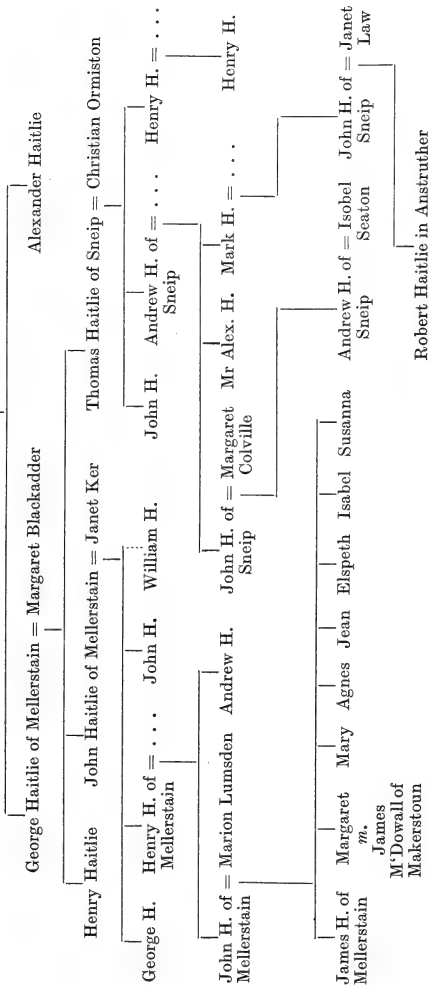 George Haitlie of Mellerstain = Margaret Blackadder Alexander Haitlie
Henry Haitlie John Haitlie of Mellerstain = Janet Ker Thomas Haitlie of Sneip = Christian Ormiston
George H. Henry H. of = . . . John H. William H. John H. Andrew H. of = . . . Henry H. = . . .
Mellerstain Sneip
John H. of = Marion Lumsden Andrew H. John H. of = Margaret Mr Alex. H. Mark H. = . . . Henry H.
Mellerstain Sneip Colville
James H. of Margaret Mary Agnes Jean Elspeth Isabel Susanna Andrew H. of = Isobel John H. of = Janet
Mellerstain m. Sneip Seaton Sneip Law
James
M‘Dowall of
Makerstoun
Robert Haitlie in Anstruther